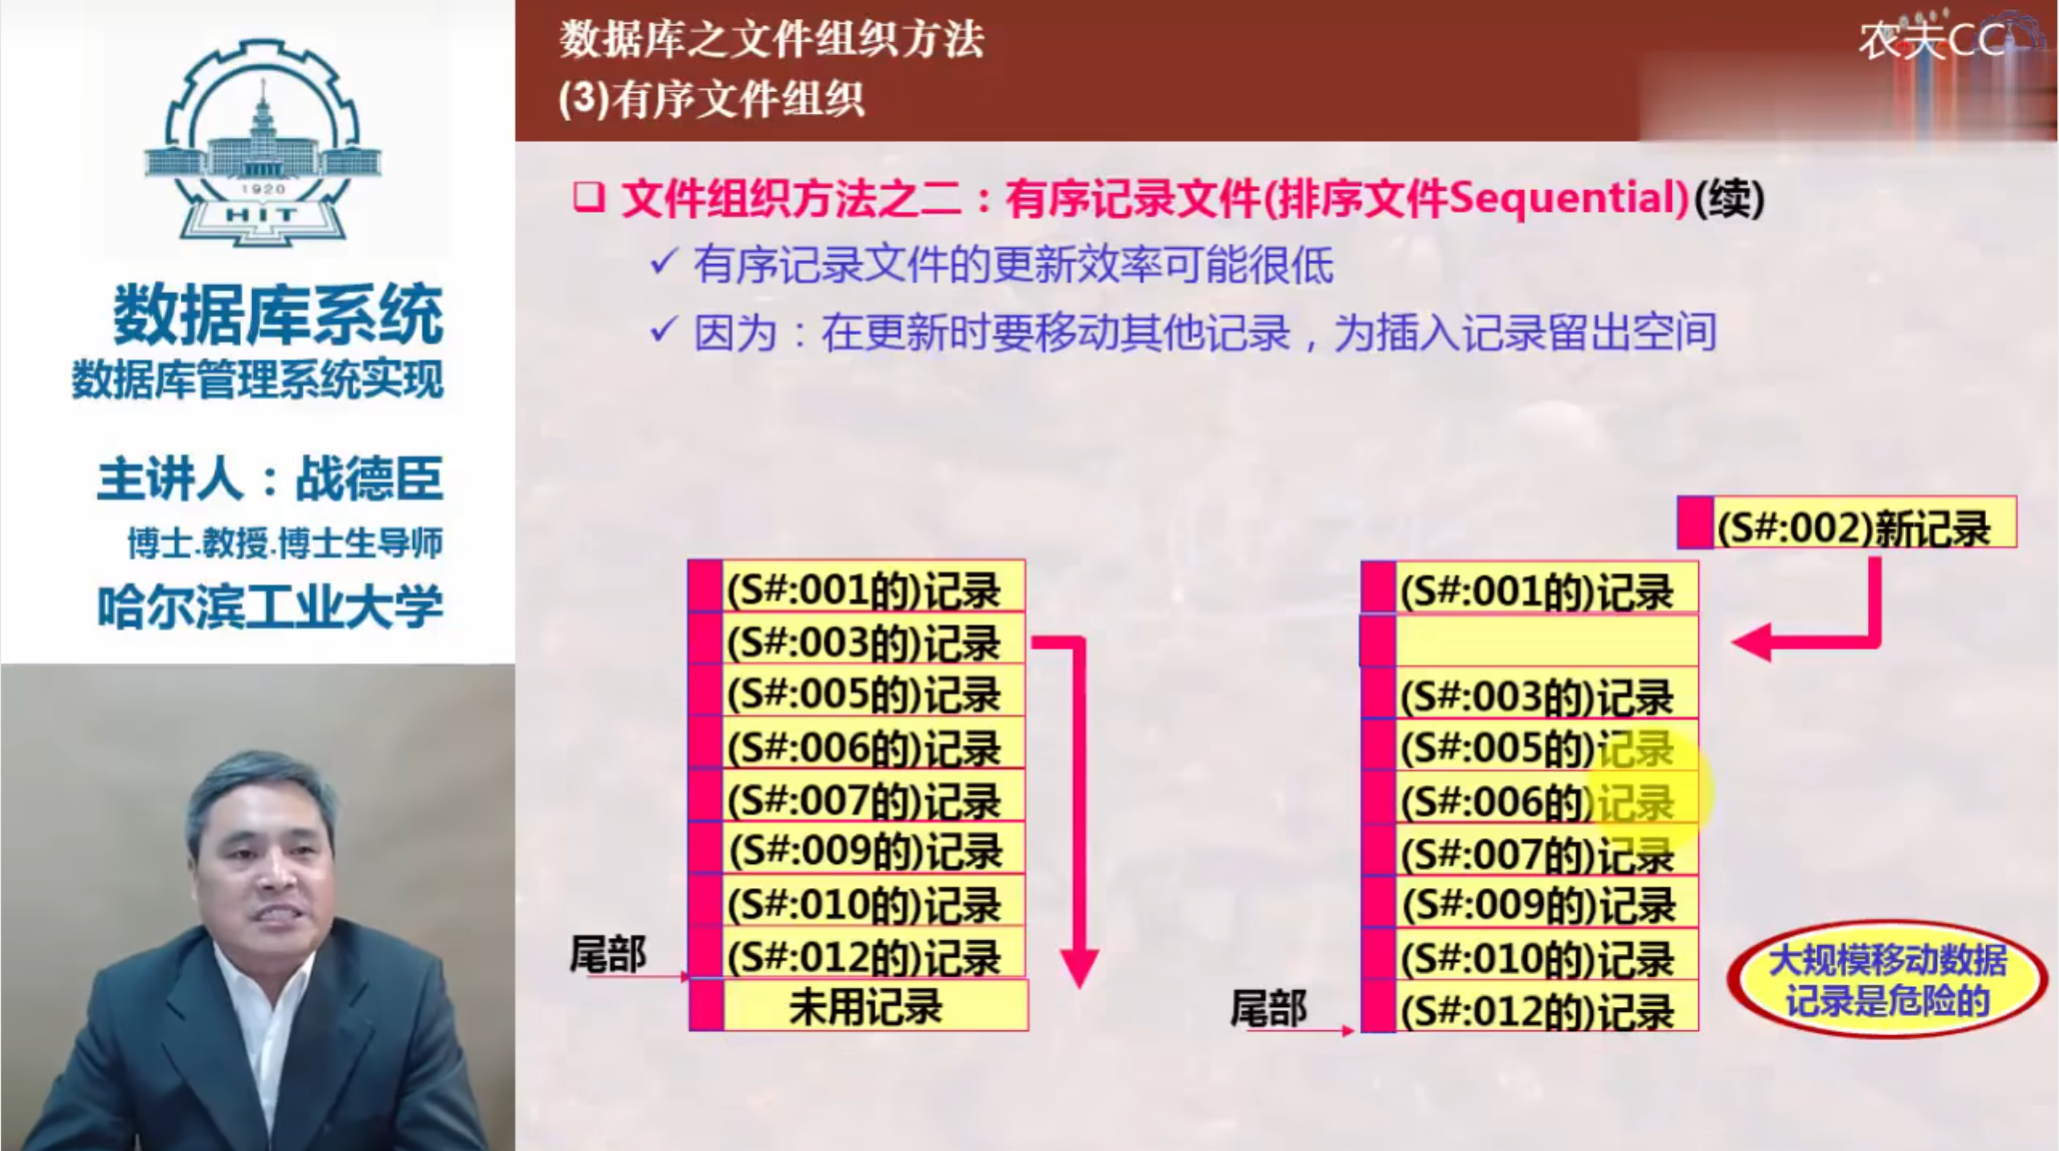 1920
HIT
数据库系统
数据库管理系统实现
主讲人：战德臣
博士.教授.博士生导师
哈尔滨工业大学
数据库之文件组织方法
(3)有序文件组织
农夫CC
❑ 文件组织方法之二：有序记录文件(排序文件Sequential)(续)
✓ 有序记录文件的更新效率可能很低
✓ 因为：在更新时要移动其他记录，为插入记录留出空间
(S#:001的)记录
(S#:003的)记录
(S#:005的)记录
(S#:006的)记录
(S#:007的)记录
(S#:009的)记录
(S#:010的)记录
(S#:012的)记录
尾部
未用记录
(S#:002)新记录
(S#:001的)记录
(S#:003的)记录
(S#:005的)记录
(S#:006的)记录
(S#:007的)记录
(S#:009的)记录
(S#:010的)记录
(S#:012的)记录
尾部
大规模移动数据
记录是危险的